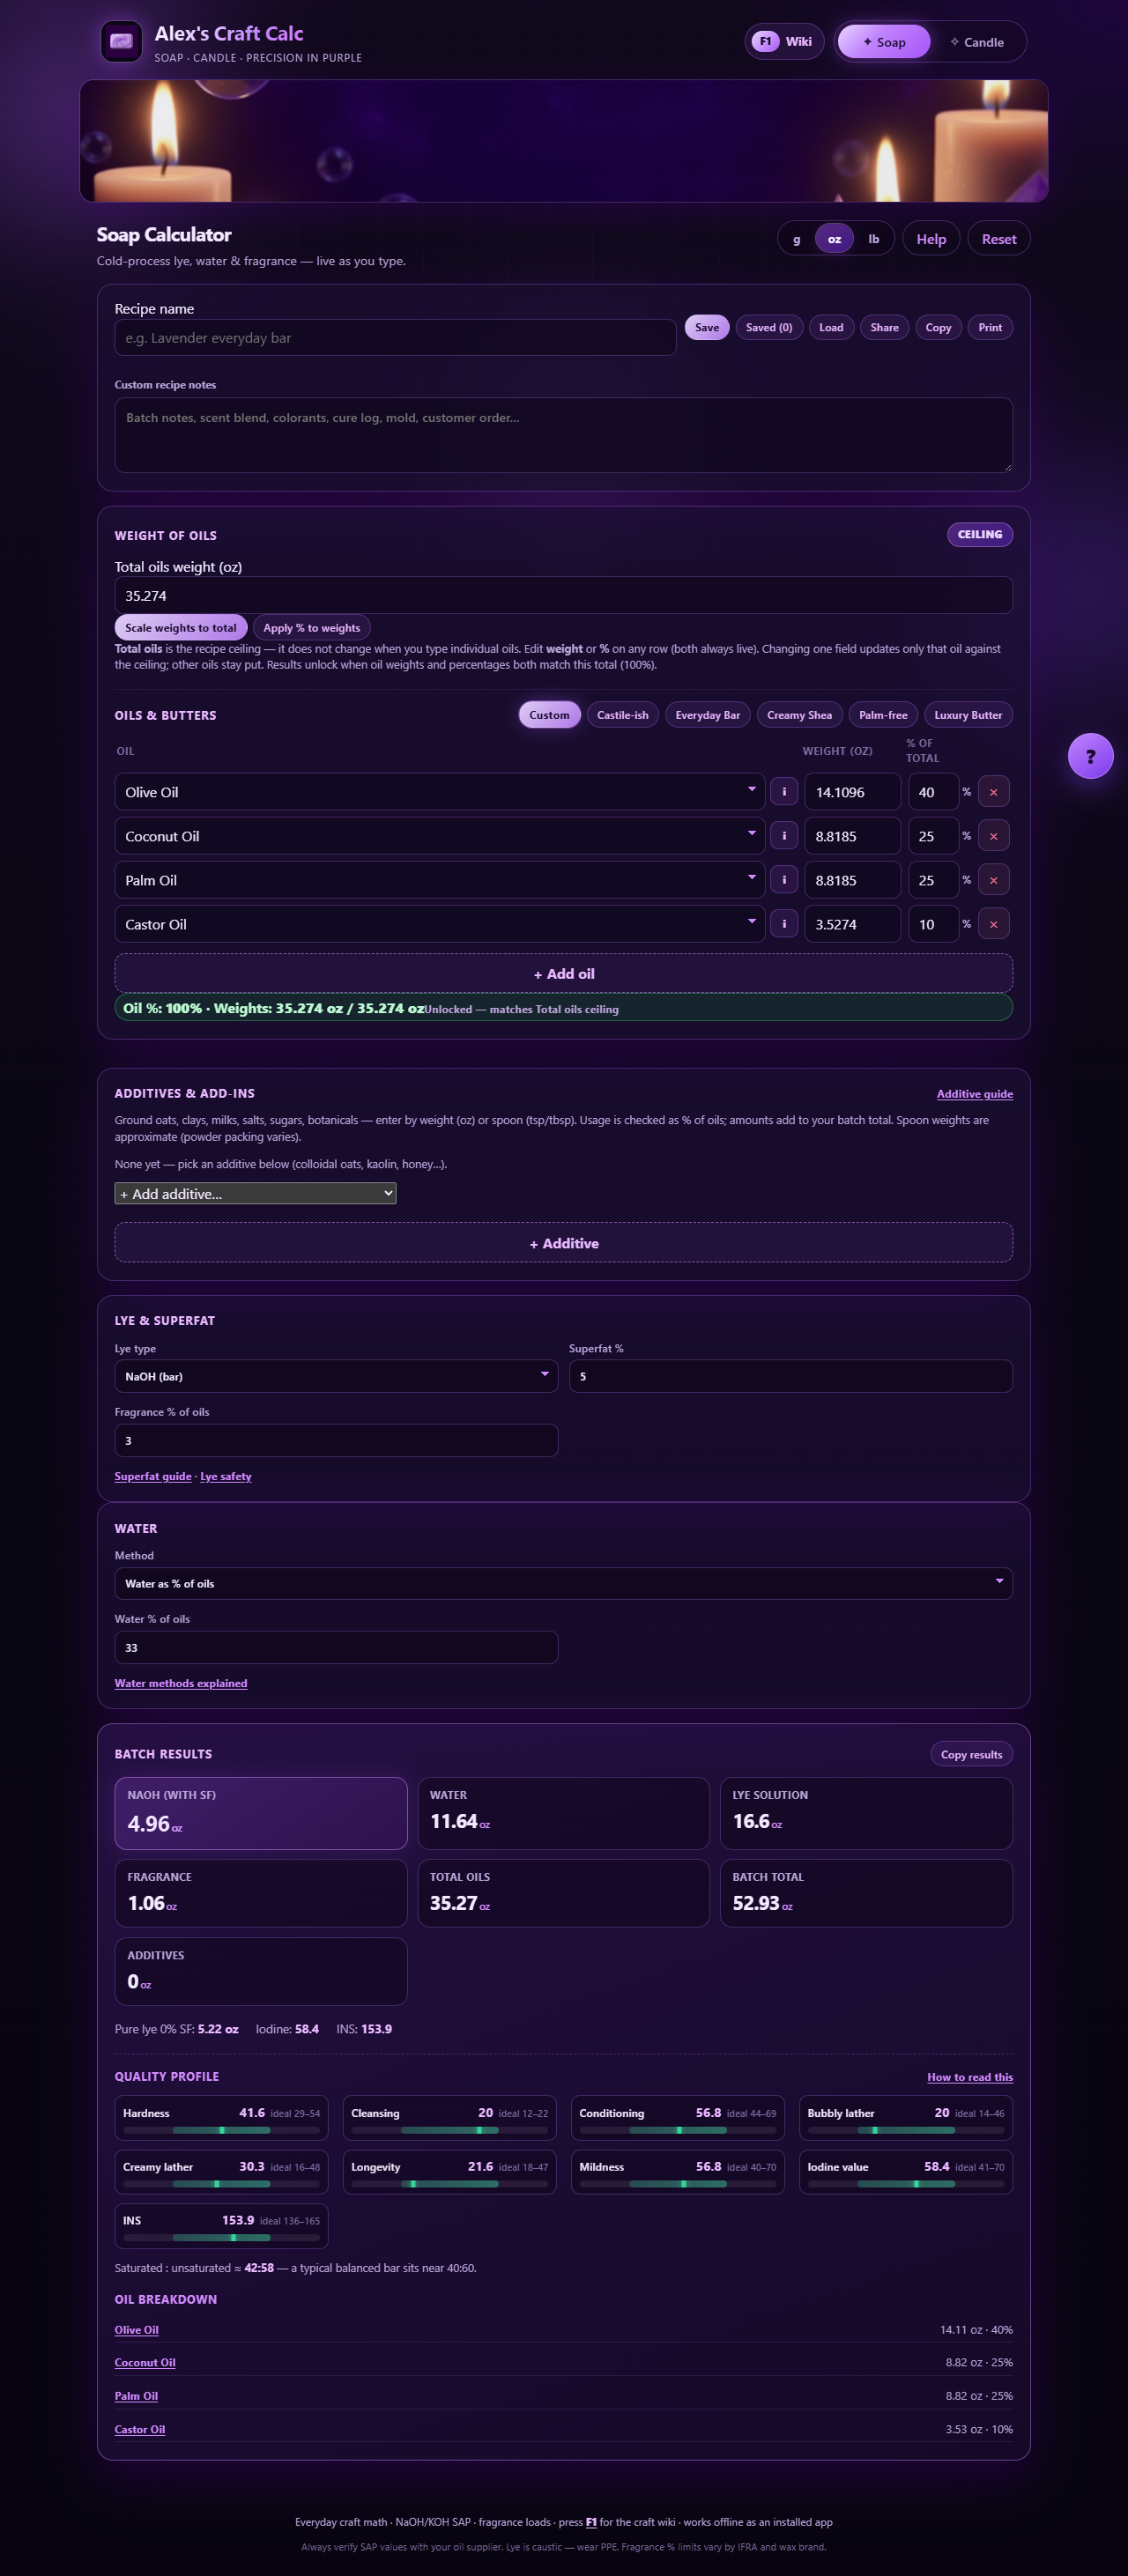 Alex's Craft Calc
SOAP · CANDLE · PRECISION IN PURPLE
F1 Wiki
✦ Soap
✧ Candle
Soap Calculator
Cold-process lye, water & fragrance — live as you type.
g oz lb
Help
Reset
Recipe name
e.g. Lavender everyday bar
Save
Saved (0)
Load
Share
Copy
Print
Custom recipe notes
Batch notes, scent blend, colorants, cure log, mold, customer order...
WEIGHT OF OILS
CEILING
Total oils weight (oz)
35.274
Scale weights to total
Apply % to weights
Total oils is the recipe ceiling — it does not change when you type individual oils. Edit weight or % on any row (both always live). Changing one field updates only that oil against
the ceiling; other oils stay put. Results unlock when oil weights and percentages both match this total (100%).
OILS & BUTTERS
Custom
Castile-ish
Everyday Bar
Creamy Shea
Palm-free
Luxury Butter
OIL
WEIGHT (OZ)
% OF
TOTAL
Olive Oil i 14.1096 40 % ×
Coconut Oil i 8.8185 25 % ×
Palm Oil i 8.8185 25 % ×
Castor Oil i 3.5274 10 % ×
?
+ Add oil
Oil %: 100% · Weights: 35.274 oz / 35.274 oz Unlocked — matches Total oils ceiling
ADDITIVES & ADD-INS
Additive guide
Ground oats, clays, milks, salts, sugars, botanicals — enter by weight (oz) or spoon (tsp/tbsp). Usage is checked as % of oils; amounts add to your batch total. Spoon weights are
approximate (powder packing varies).
None yet — pick an additive below (colloidal oats, kaolin, honey...).
+ Add additive...
+ Additive
LYE & SUPERFAT
Lye type
Superfat %
NaOH (bar)
5
Fragrance % of oils
3
Superfat guide · Lye safety
WATER
Method
Water as % of oils
Water % of oils
33
Water methods explained
BATCH RESULTS
Copy results
NAOH (WITH SF)
4.96 oz
WATER
11.64 oz
LYE SOLUTION
16.6 oz
FRAGRANCE
1.06 oz
TOTAL OILS
35.27 oz
BATCH TOTAL
52.93 oz
ADDITIVES
0 oz
Pure lye 0% SF: 5.22 oz Iodine: 58.4 INS: 153.9
QUALITY PROFILE
How to read this
Hardness 41.6 ideal 29–54
Cleansing 20 ideal 12–22
Conditioning 56.8 ideal 44–69
Bubbly lather 20 ideal 14–46
Creamy lather 30.3 ideal 16–48
Longevity 21.6 ideal 18–47
Mildness 56.8 ideal 40–70
Iodine value 58.4 ideal 41–70
INS 153.9 ideal 136–165
Saturated : unsaturated ≈ 42:58 — a typical balanced bar sits near 40:60.
OIL BREAKDOWN
Olive Oil 14.11 oz · 40%
Coconut Oil 8.82 oz · 25%
Palm Oil 8.82 oz · 25%
Castor Oil 3.53 oz · 10%
Everyday craft math · NaOH/KOH SAP · fragrance loads · press F1 for the craft wiki · works offline as an installed app
Always verify SAP values with your oil supplier. Lye is caustic — wear PPE. Fragrance % limits vary by IFRA and wax brand.